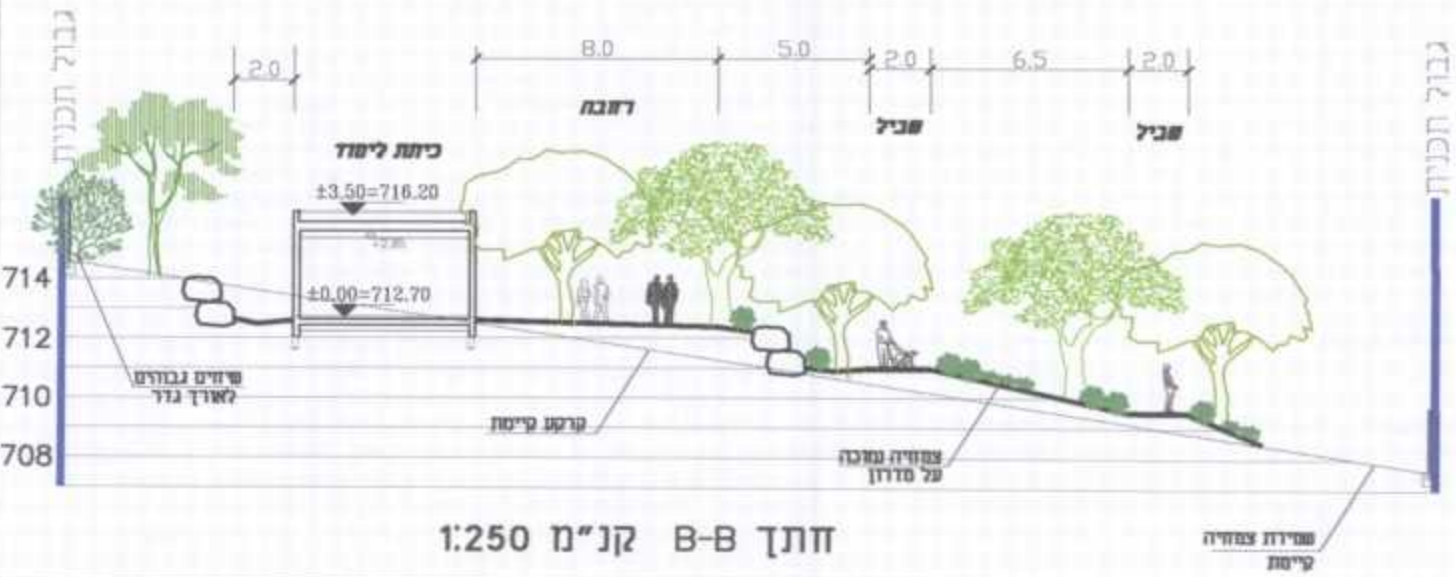 גבול תכנית
2.0
8.0
5.0
2.0
6.5
2.0
גבול תכנית
רחבה
שביל
שביל
כיתת לימוד
±3.50=716.20
±0.00=712.70
714
712
710
708
שיחים גבוהים
לאורך גדר
קרקע קיימת
צמחיה נמוכה
על מדרון
שמירת צמחיה
קיימת
חתך B-B קנ"מ 1:250